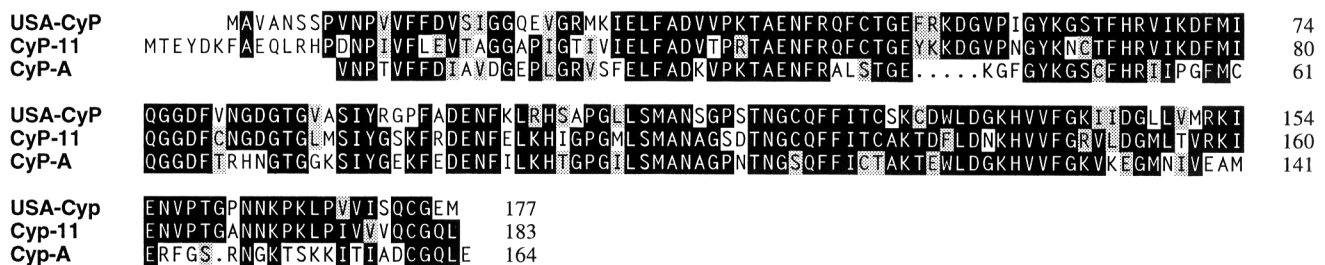 USA-CyP MAVANSSPVNPVVFFDVSIGGQEVGRMKIELFADVVPKTAENFRQFCTGEFRKDGVPIGYKGSTFHRVIKDFMI 74
CyP-11 MTEYDKFAEQLRHPDNPIVFLEVTAGGAPIGTIVIELFADVTPRTAENFRQFCTGEYKKDGVPNGYKNCTFHRVIKDFMI 80
CyP-A VNPTVFFDIAVDGEPLGRVSFELFADKVPKTAENFRALSTGE.....KGFGYKGSCFHRIIPGFMC 61
USA-CyP QGGDFVNGDGTGVASIYRGPFADENFKLRHSAPGLLSMANSGPSTNGCQFFITCSKCDWLDGKHVVFGKIIDGLLVMRKI 154
CyP-11 QGGDFCNGDGTGLMSIYGSKFRDENFELKHIGPGMLSMANAGSDTNGCQFFITCAKTDFLDNKHVVFGRVLDGMLTVRKI 160
CyP-A QGGDFTRHNGTGGKSIYGEKFEDENFILKHTGPGILSMANAGPNTNGSQFFICTAKTEWLDGKHVVFGKVKEGMNIVEAM 141
USA-Cyp ENVPTGPNNKPKLPVVISQCGEM 177
Cyp-11 ENVPTGANNKPKLPIVVVQCGQL 183
Cyp-A ERFGS.RNGKTSKKITIADCGQLE 164